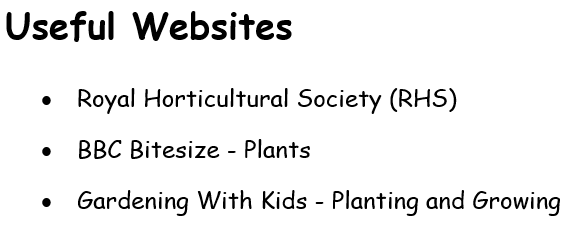 Useful Websites
• Royal Horticultural Society (RHS)
• BBC Bitesize - Plants
• Gardening With Kids - Planting and Growing